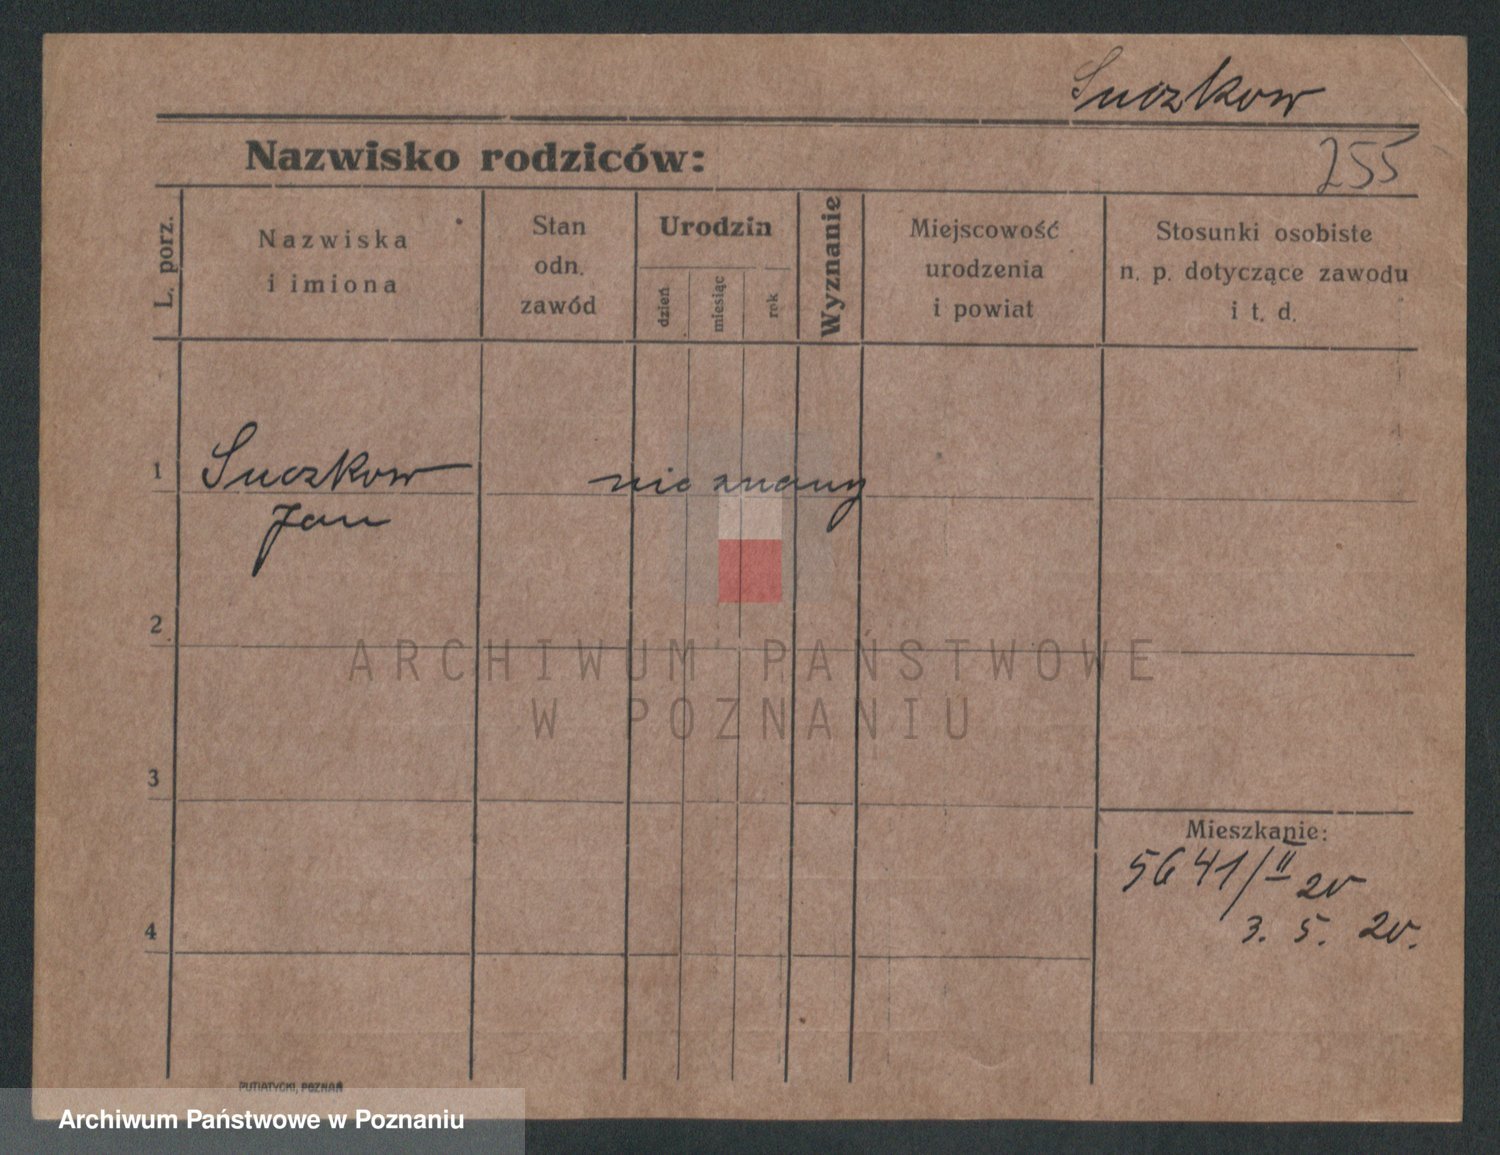 Suczkow
Nazwisko rodziców:
255
L. porz.
Nazwiska
i imiona
Stan
odn.
zawód
Urodzin
dzień
miesiąc
rok
Wyznanie
Miejscowość
urodzenia
i powiat
Stosunki osobiste
n. p. dotyczące zawodu
i t. d.
1
Suczkow
nie znany
Jan
2
ARCHIWUM PAŃSTWOWE
W POZNANIU
3
Mieszkanie:
5641/II 20
3. 5. 20.
4
PUTIATYCKI, POZNAŃ
Archiwum Państwowe w Poznaniu